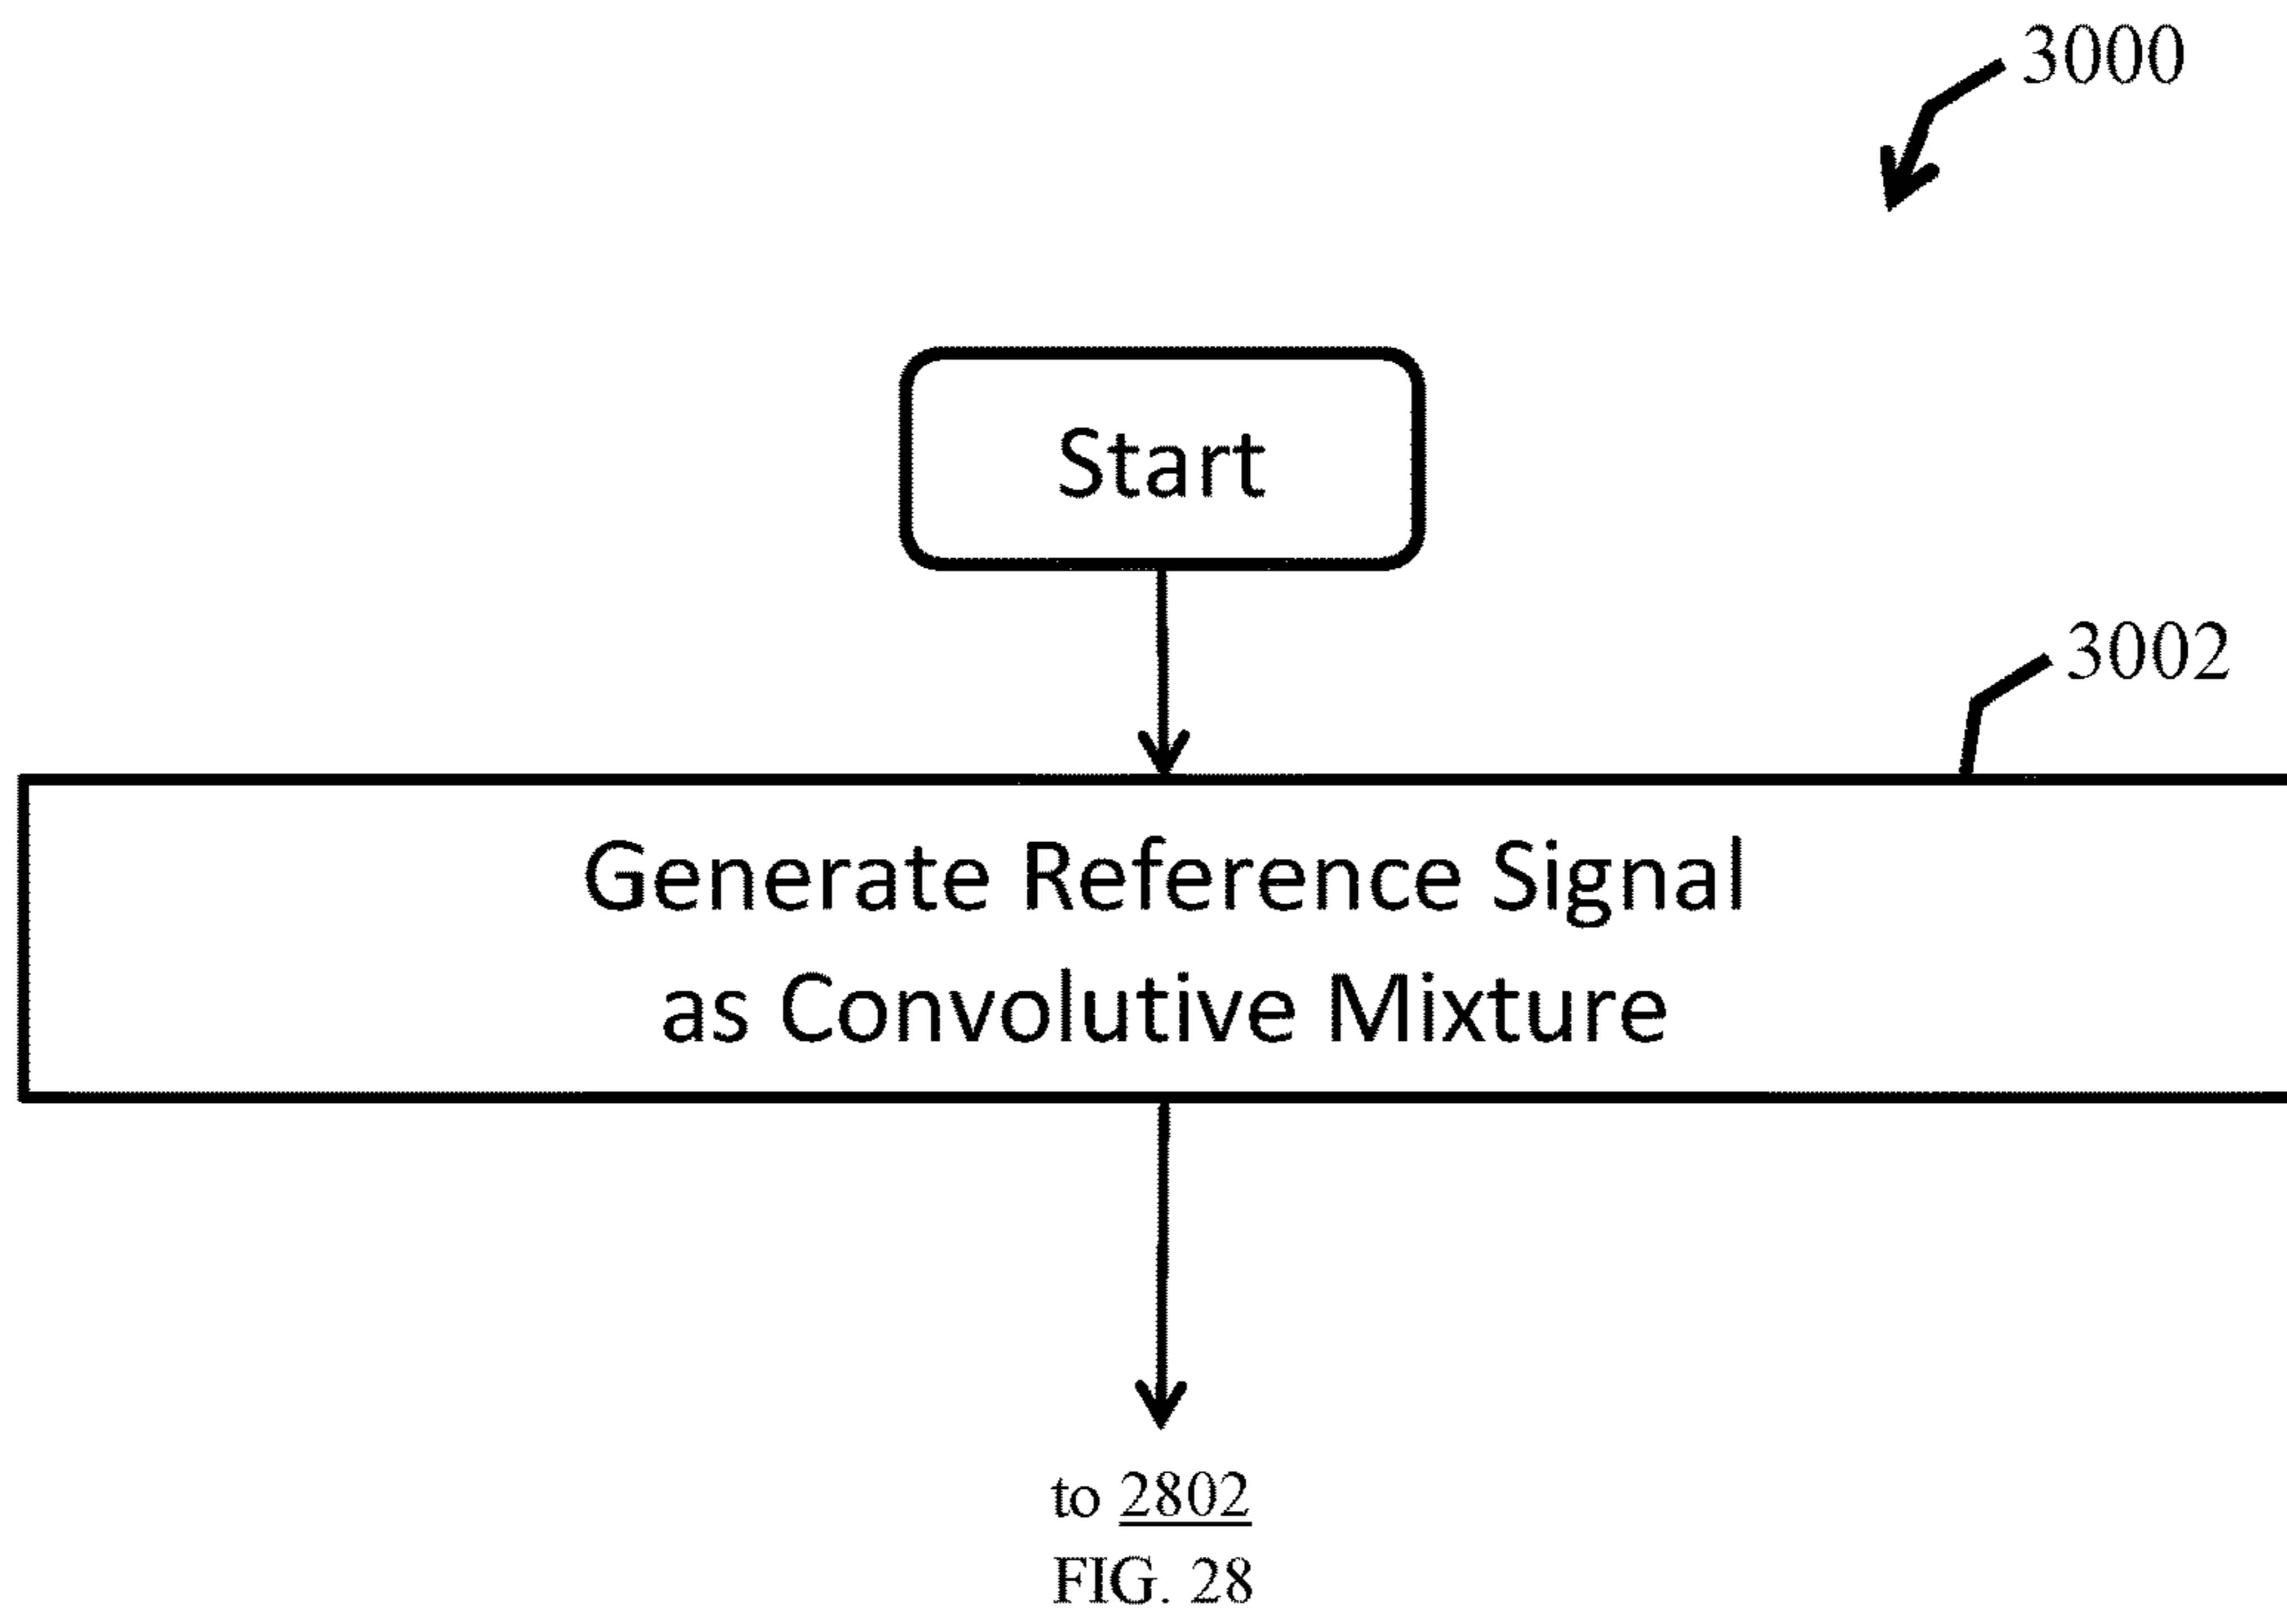 3000
Start
3002
Generate Reference Signal
as Convolutive Mixture
to 2802
FIG. 28